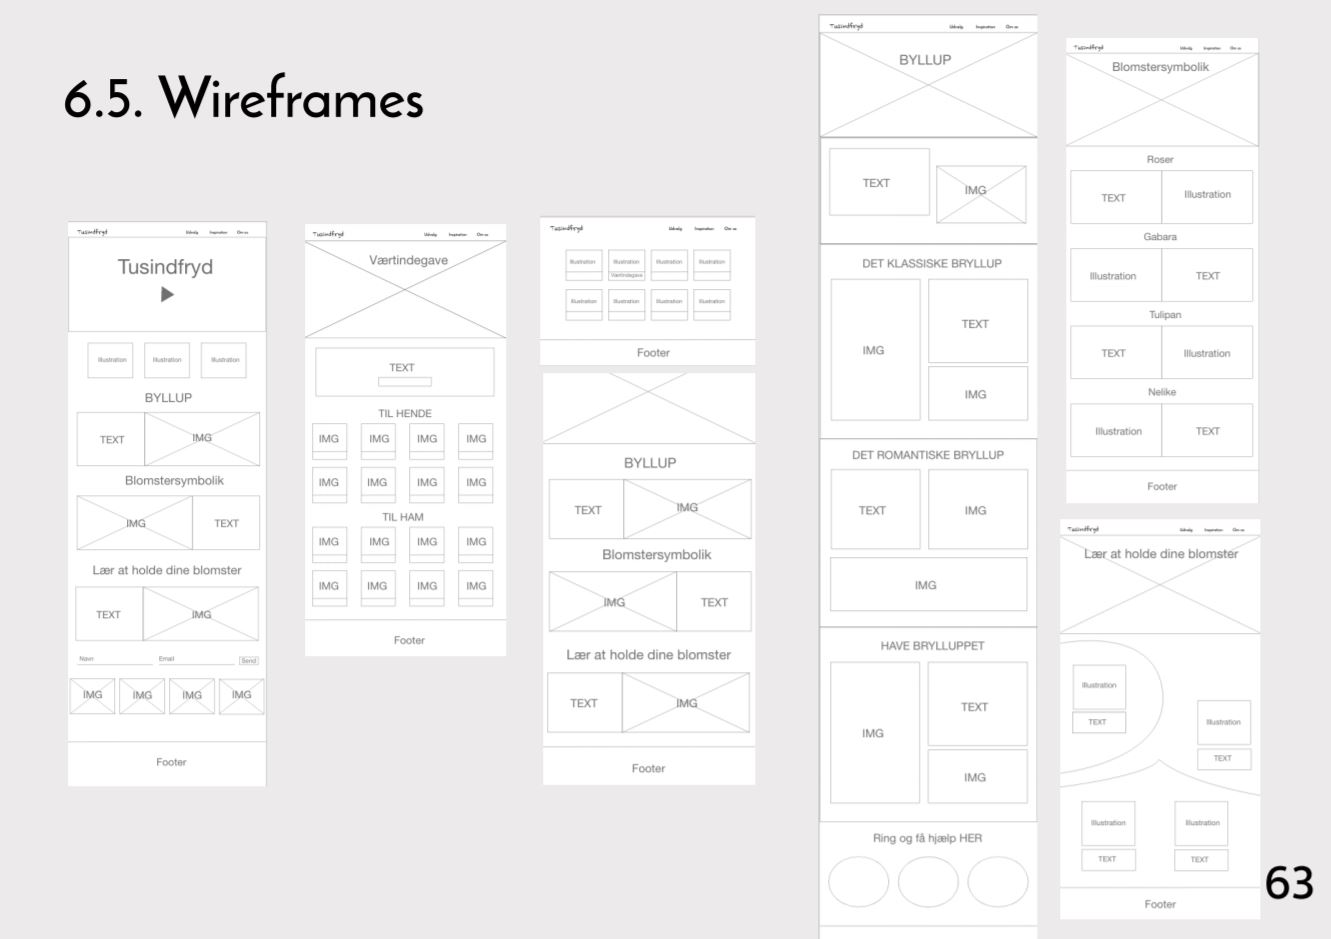 6.5. Wireframes
Tusindfryd
Udvalg Inspiration Om os
Tusindfryd
Illustration Illustration Illustration
BYLLUP
TEXT IMG
Blomstersymbolik
IMG TEXT
Lær at holde dine blomster
TEXT IMG
Navn Email Send
IMG IMG IMG IMG
Footer
Tusindfryd
Udvalg Inspiration Om os
Værtindegave
TEXT
TIL HENDE
IMG IMG IMG IMG
IMG IMG IMG IMG
TIL HAM
IMG IMG IMG IMG
IMG IMG IMG IMG
Footer
Tusindfryd
Udvalg Inspiration Om os
Illustration Illustration Illustration Illustration
Værtindegave
Illustration Illustration Illustration Illustration
Footer
BYLLUP
TEXT IMG
Blomstersymbolik
IMG TEXT
Lær at holde dine blomster
TEXT IMG
Footer
Tusindfryd
Udvalg Inspiration Om os
BYLLUP
TEXT IMG
DET KLASSISKE BRYLLUP
IMG TEXT
IMG
DET ROMANTISKE BRYLLUP
TEXT IMG
IMG
HAVE BRYLLUPPET
IMG TEXT
IMG
Ring og få hjælp HER
Tusindfryd
Udvalg Inspiration Om os
Blomstersymbolik
Roser
TEXT Illustration
Gabara
Illustration TEXT
Tulipan
TEXT Illustration
Nelike
Illustration TEXT
Footer
Tusindfryd
Udvalg Inspiration Om os
Lær at holde dine blomster
Illustration
TEXT
Illustration
TEXT
Illustration Illustration
TEXT TEXT
Footer
63